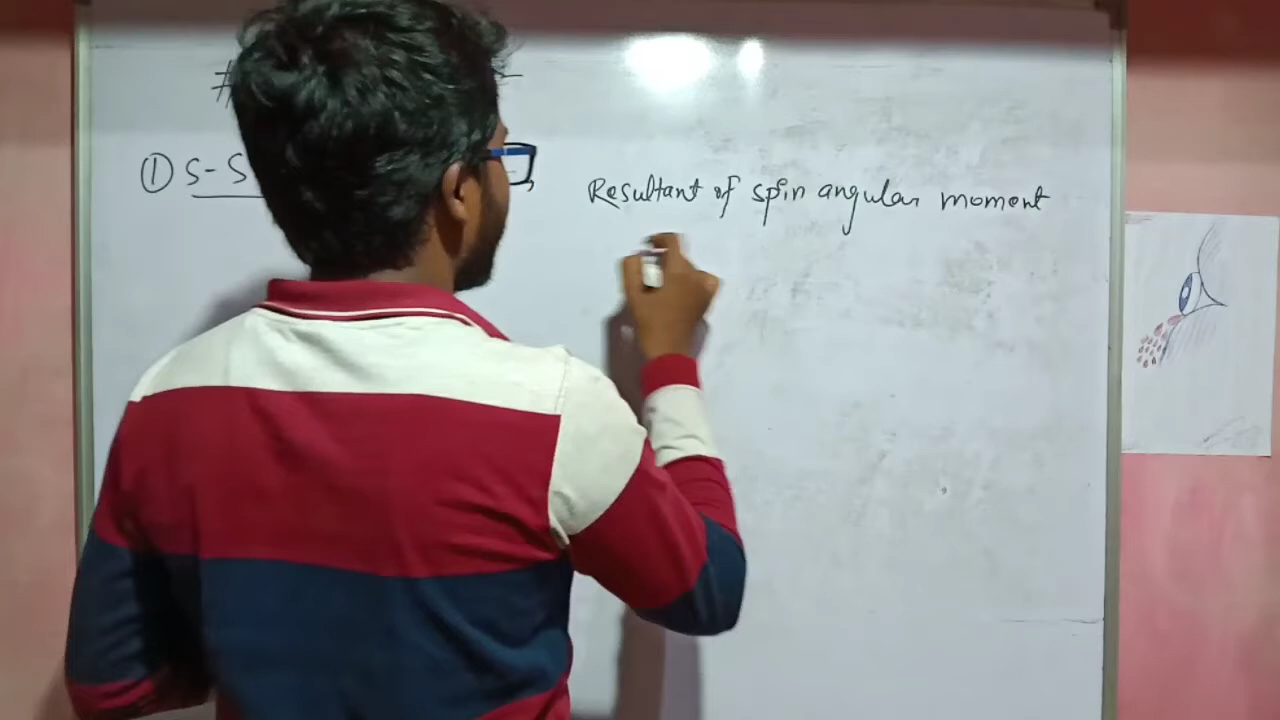 #
① S-S
Resultant of spin angular moment